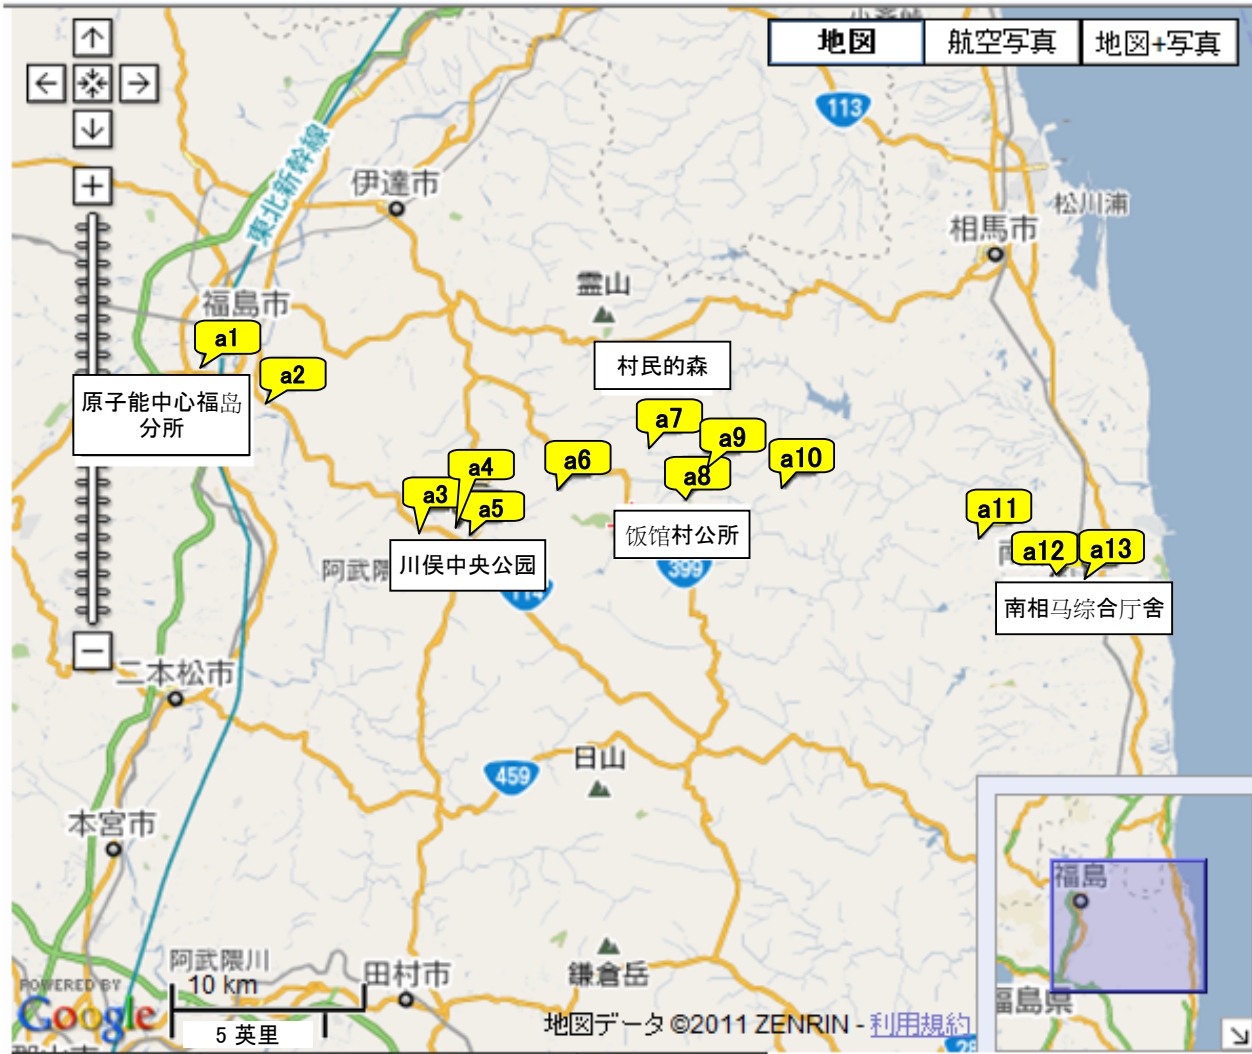 地図
航空写真
地図+写真
113
東北新幹線
伊達市
松川浦
相馬市
霊山
福島市
a1
村民的森
a2
原子能中心福岛
分所
a7
a9
a4
a6
a10
a8
a3
a5
a11
饭馆村公所
a12
a13
川俣中央公园
阿武隈
399
114
南相马综合厅舍
二本松市
日山
459
本宮市
福島
阿武隈川
田村市
鎌倉岳
10 km
POWERED BY
Google
福島県
5 英里
地図データ ©2011 ZENRIN - 利用規約